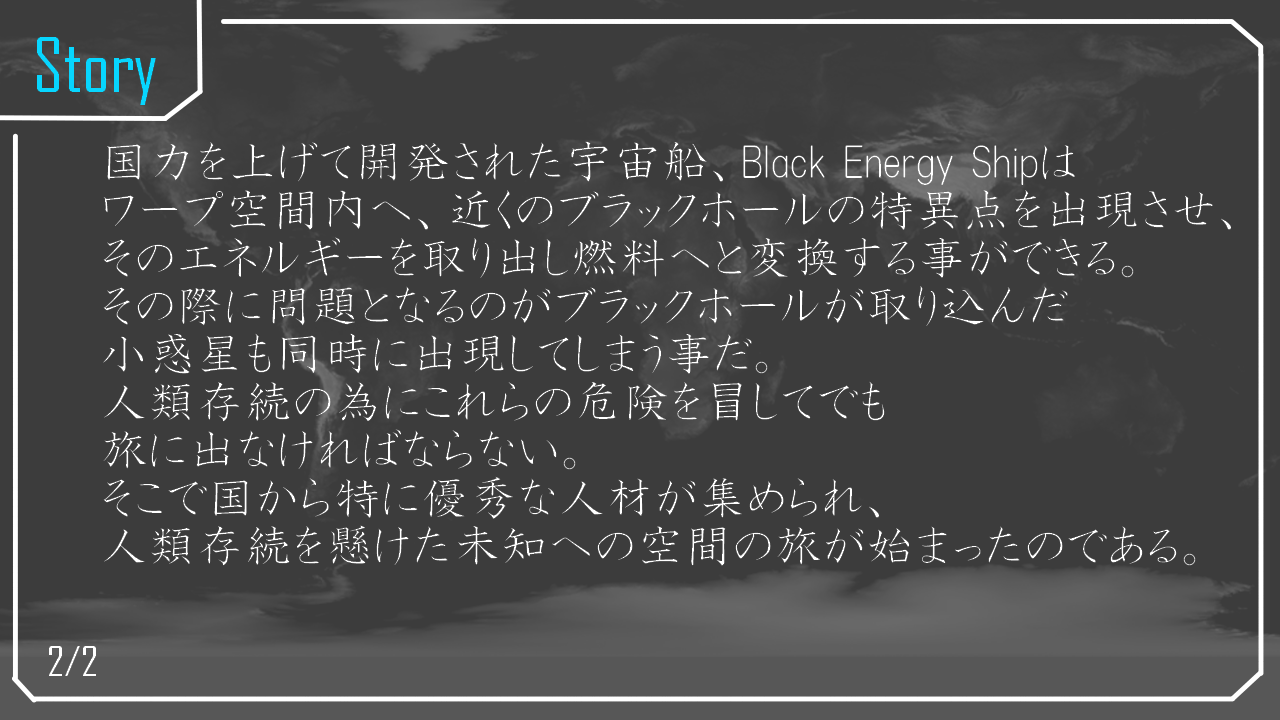 Story
国力を上げて開発された宇宙船、Black Energy Shipは
ワープ空間内へ、近くのブラックホールの特異点を出現させ、
そのエネルギーを取り出し燃料へと変換する事ができる。
その際に問題となるのがブラックホールが取り込んだ
小惑星も同時に出現してしまう事だ。
人類存続の為にこれらの危険を冒してでも
旅に出なければならない。
そこで国から特に優秀な人材が集められ、
人類存続を懸けた未知への空間の旅が始まったのである。
2/2